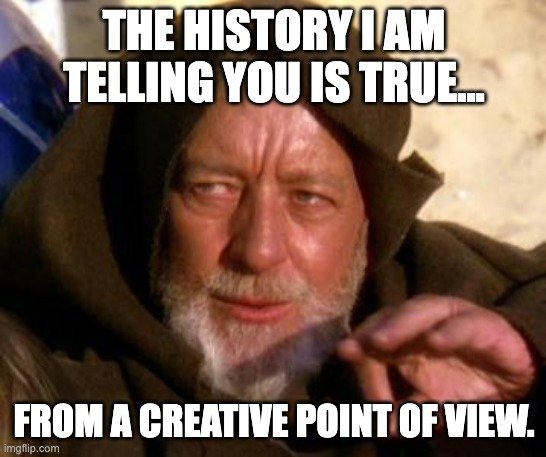 THE HISTORY I AM
TELLING YOU IS TRUE...
FROM A CREATIVE POINT OF VIEW.
imgflip.com